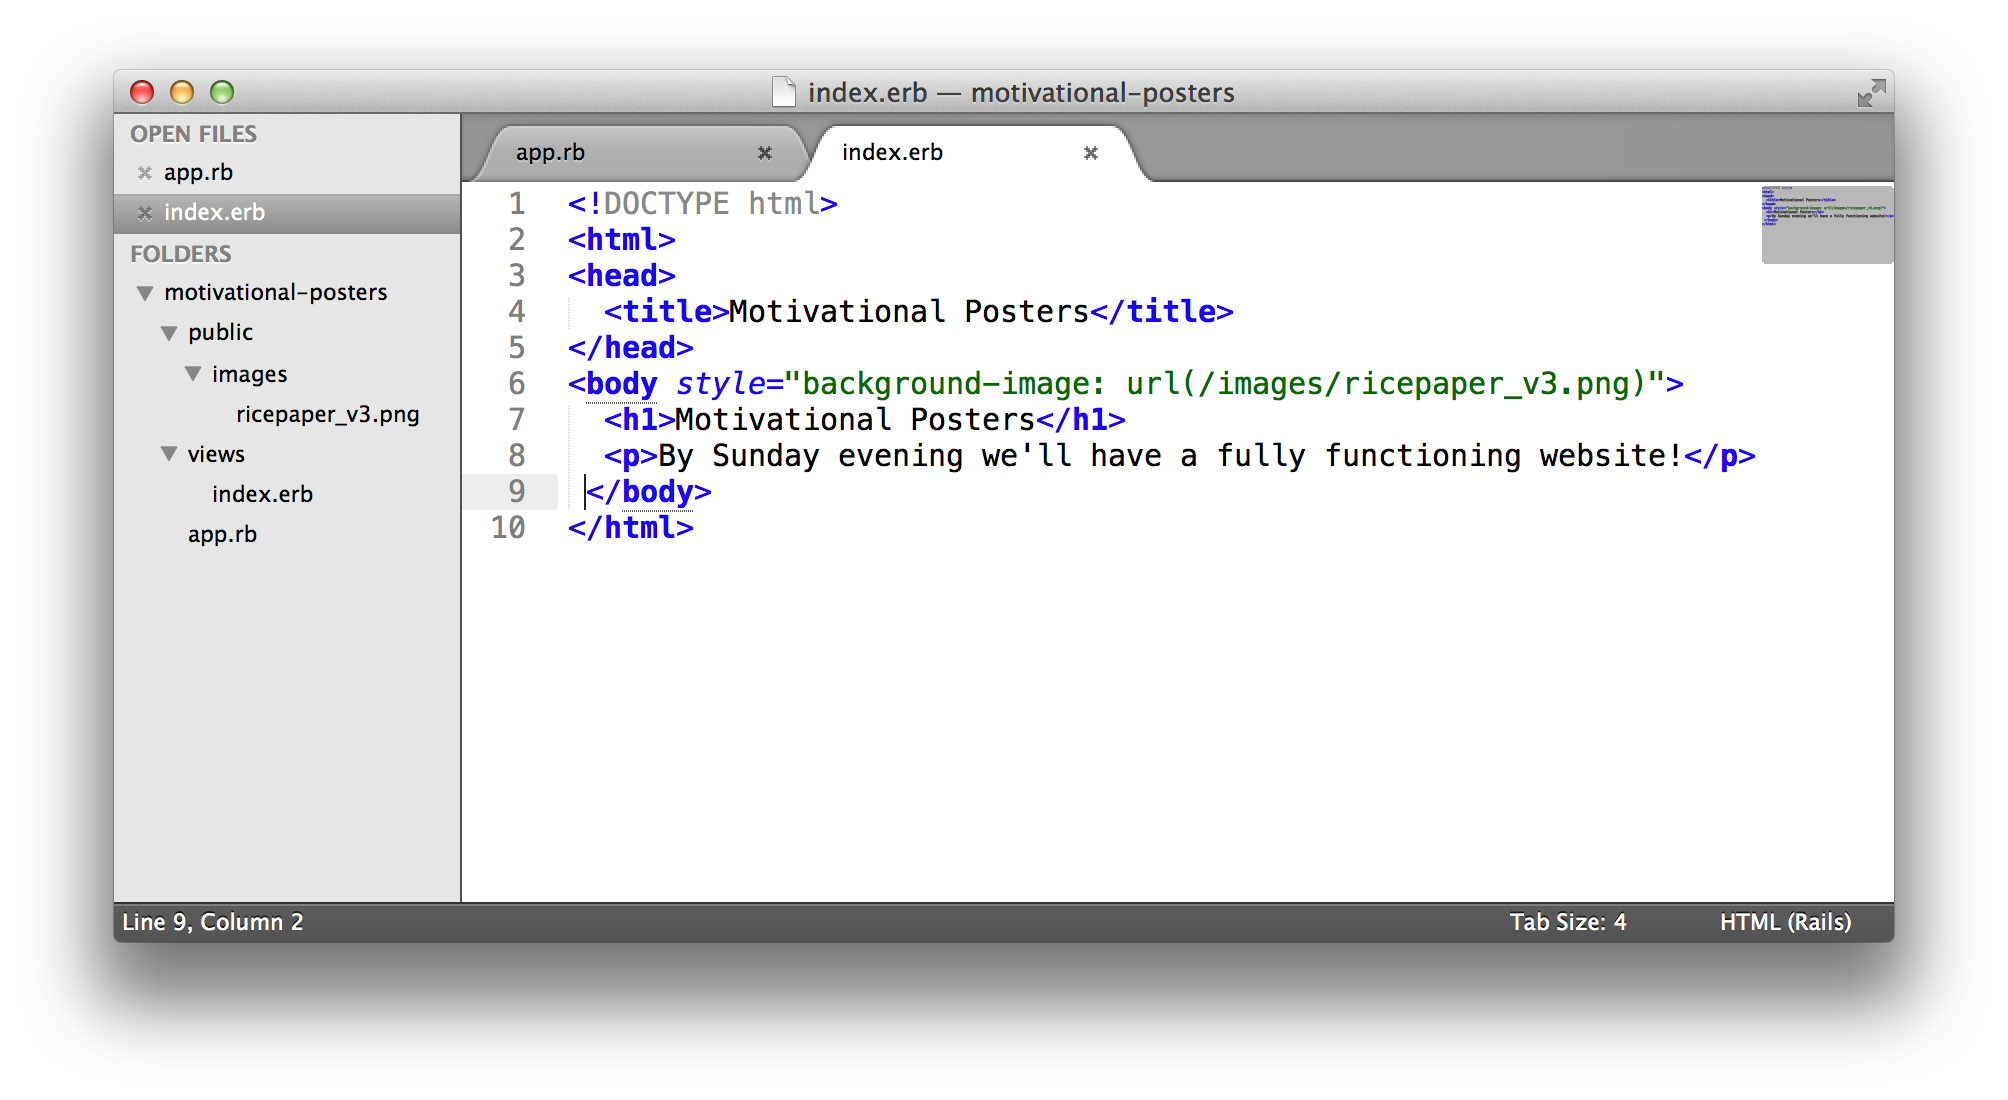 index.erb — motivational-posters
OPEN FILES
app.rb
index.erb
FOLDERS
motivational-posters
public
images
ricepaper_v3.png
views
index.erb
app.rb
app.rb
index.erb
1 <!DOCTYPE html>
2 <html>
3 <head>
4   <title>Motivational Posters</title>
5 </head>
6 <body style="background-image: url(/images/ricepaper_v3.png)">
7   <h1>Motivational Posters</h1>
8   <p>By Sunday evening we'll have a fully functioning website!</p>
9  </body>
10 </html>
Line 9, Column 2
Tab Size: 4
HTML (Rails)